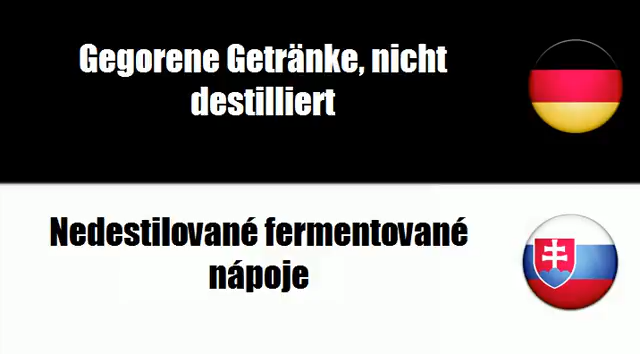 Gegorene Getränke, nicht
destilliert
Nedestilované fermentované
nápoje